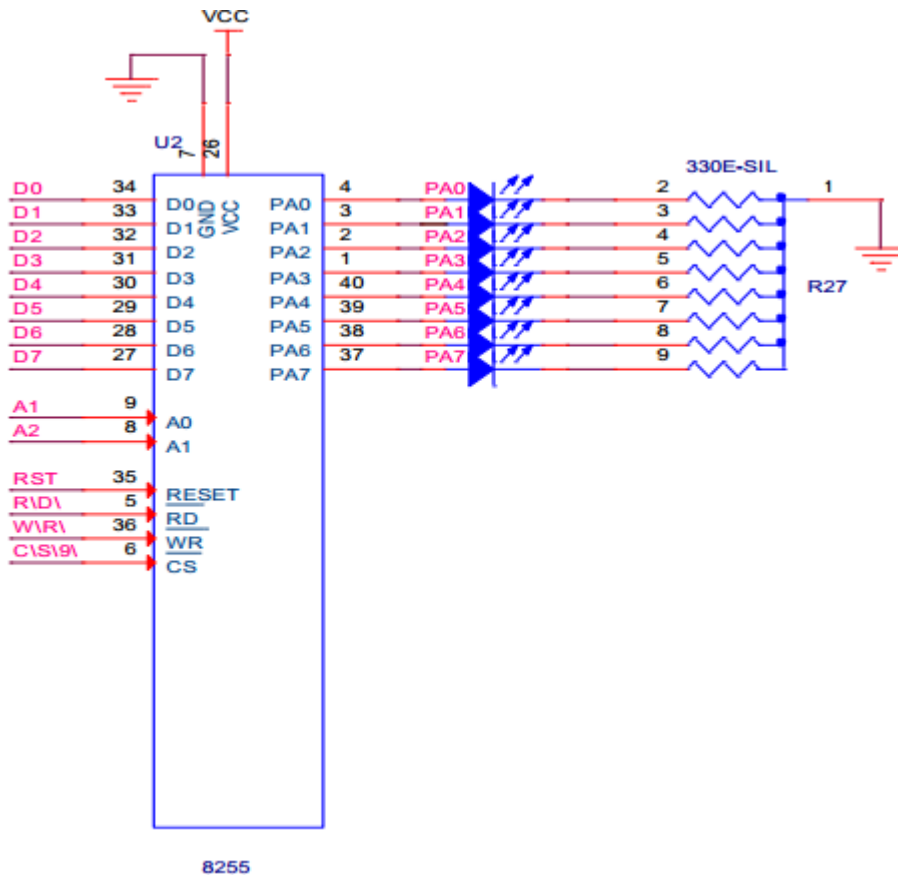 VCC
U2 7 26
330E-SIL
D0 34 D0 PA0 4 PA0 2 1
D1 33 D1 PA1 3 PA1 3
D2 32 D2 PA2 2 PA2 4
D3 31 D3 PA3 1 PA3 5
D4 30 D4 PA4 40 PA4 6 R27
D5 29 D5 PA5 39 PA5 7
D6 28 D6 PA6 38 PA6 8
D7 27 D7 PA7 37 PA7 9
GND VCC
A1 9 A0
A2 8 A1
RST 35 RESET
R\D\ 5 RD
W\R\ 36 WR
C\S\9\ 6 CS
8255